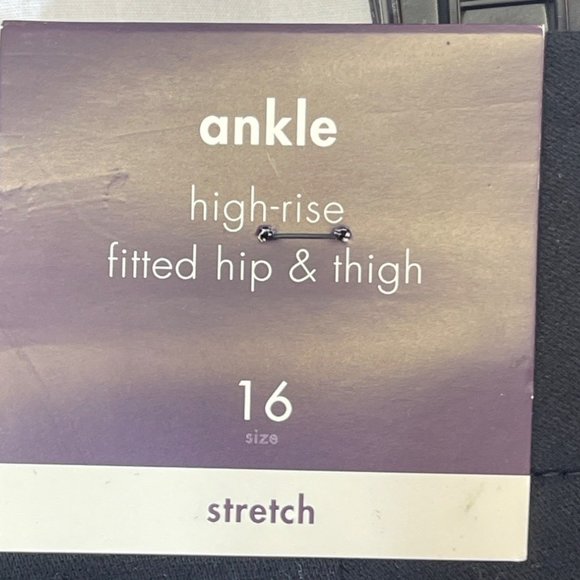 ankle
high-rise
fitted hip & thigh
16
size
stretch